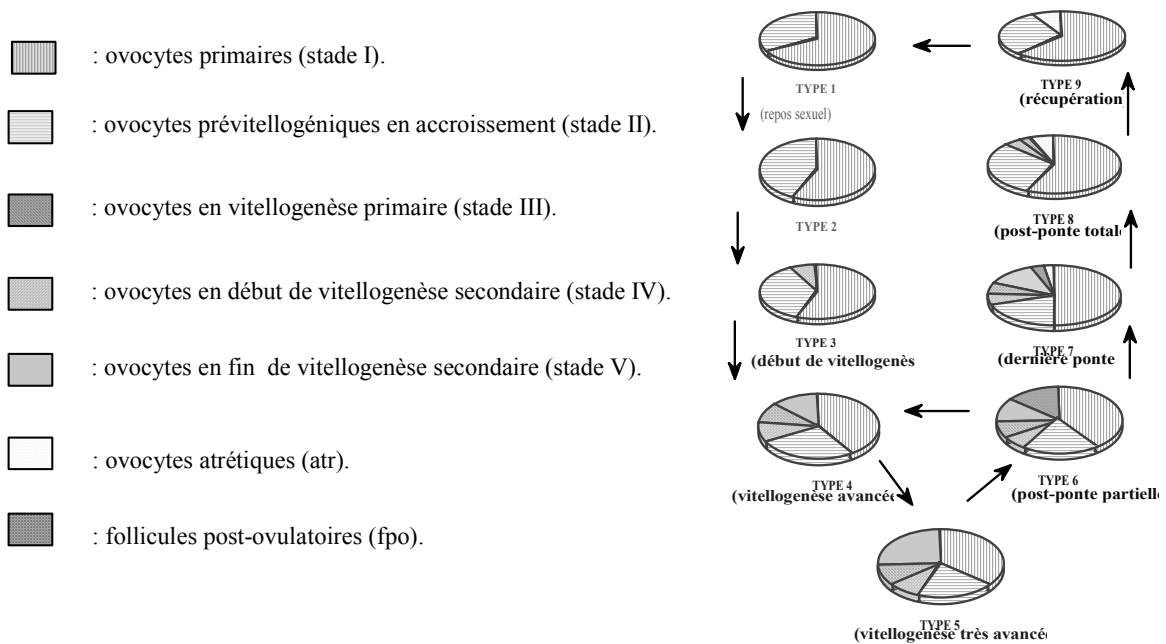 : ovocytes primaires (stade I).
: ovocytes prévitellogéniques en accroissement (stade II).
: ovocytes en vitellogenèse primaire (stade III).
: ovocytes en début de vitellogenèse secondaire (stade IV).
: ovocytes en fin de vitellogenèse secondaire (stade V).
: ovocytes atrétiques (atr).
: follicules post-ovulatoires (fpo).
TYPE 1
(repos sexuel)
TYPE 2
TYPE 3
(début de vitellogenès
TYPE 4
(vitellogenèse avancée
TYPE 5
(vitellogenèse très avancée
TYPE 6
(post-ponte partielle
TYPE 7
(dernière ponte
TYPE 8
(post-ponte totale
TYPE 9
(récupération